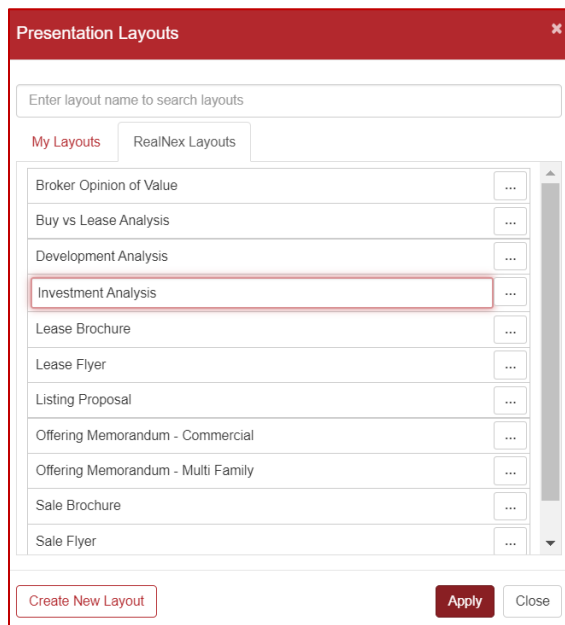 Presentation Layouts ×
Enter layout name to search layouts
My Layouts RealNex Layouts
Broker Opinion of Value ...
Buy vs Lease Analysis ...
Development Analysis ...
Investment Analysis ...
Lease Brochure ...
Lease Flyer ...
Listing Proposal ...
Offering Memorandum - Commercial ...
Offering Memorandum - Multi Family ...
Sale Brochure ...
Sale Flyer ...
Create New Layout Apply Close